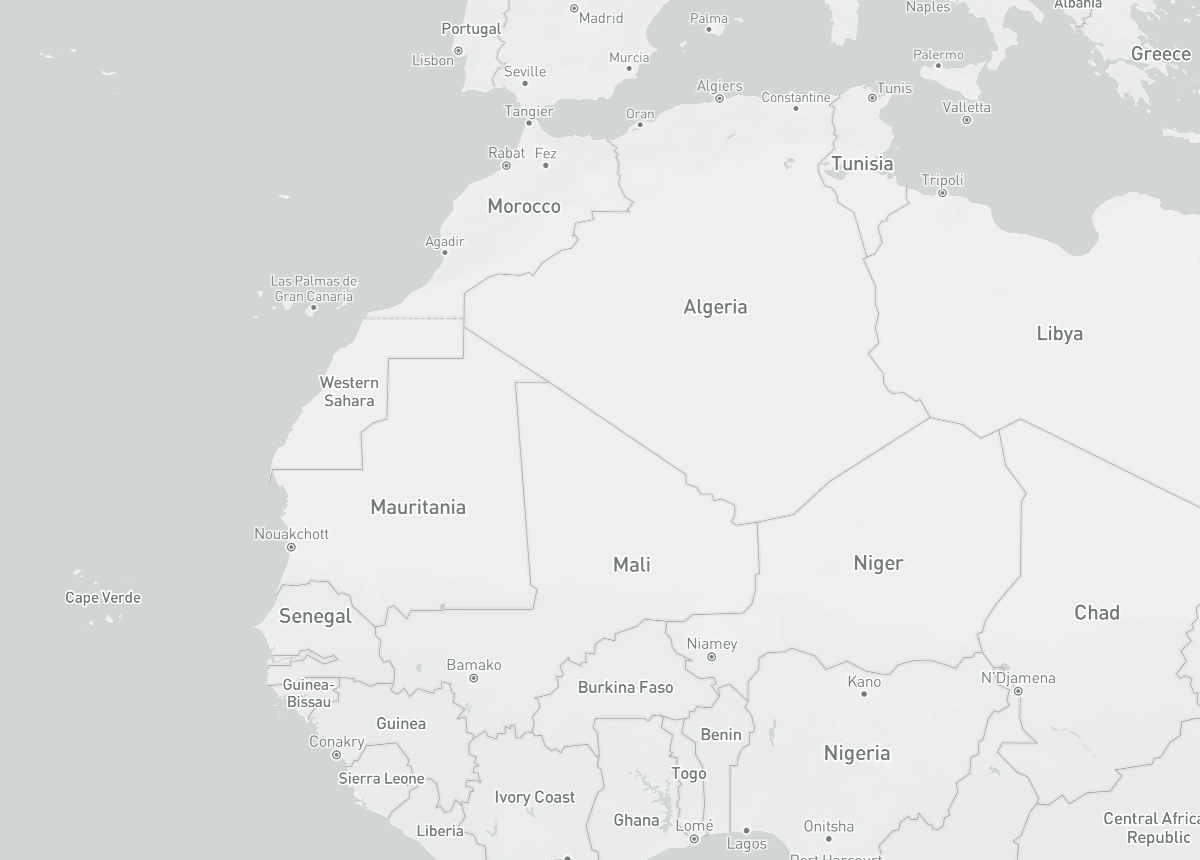 Portugal
Madrid
Palma
Naples
Albania
Lisbon
Seville
Murcia
Palermo
Greece
Algiers
Constantine
Tunis
Tangier
Oran
Valletta
Rabat
Fez
Tunisia
Tripoli
Morocco
Agadir
Las Palmas de
Gran Canaria
Algeria
Libya
Western
Sahara
Mauritania
Nouakchott
Mali
Niger
Cape Verde
Senegal
Chad
Niamey
Bamako
N'Djamena
Guinea-
Bissau
Burkina Faso
Kano
Guinea
Benin
Conakry
Nigeria
Sierra Leone
Togo
Ivory Coast
Ghana
Liberia
Lomé
Lagos
Onitsha
Port Harcourt
Central Africa
Republic